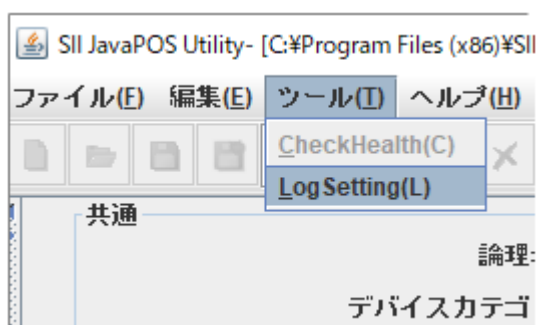 SII JavaPOS Utility- [C:¥Program Files (x86)¥SII
ファイル(F) 編集(E) ツール(T) ヘルプ(H)
CheckHealth(C)
LogSetting(L)
共通
論理:
デバイスカテゴ